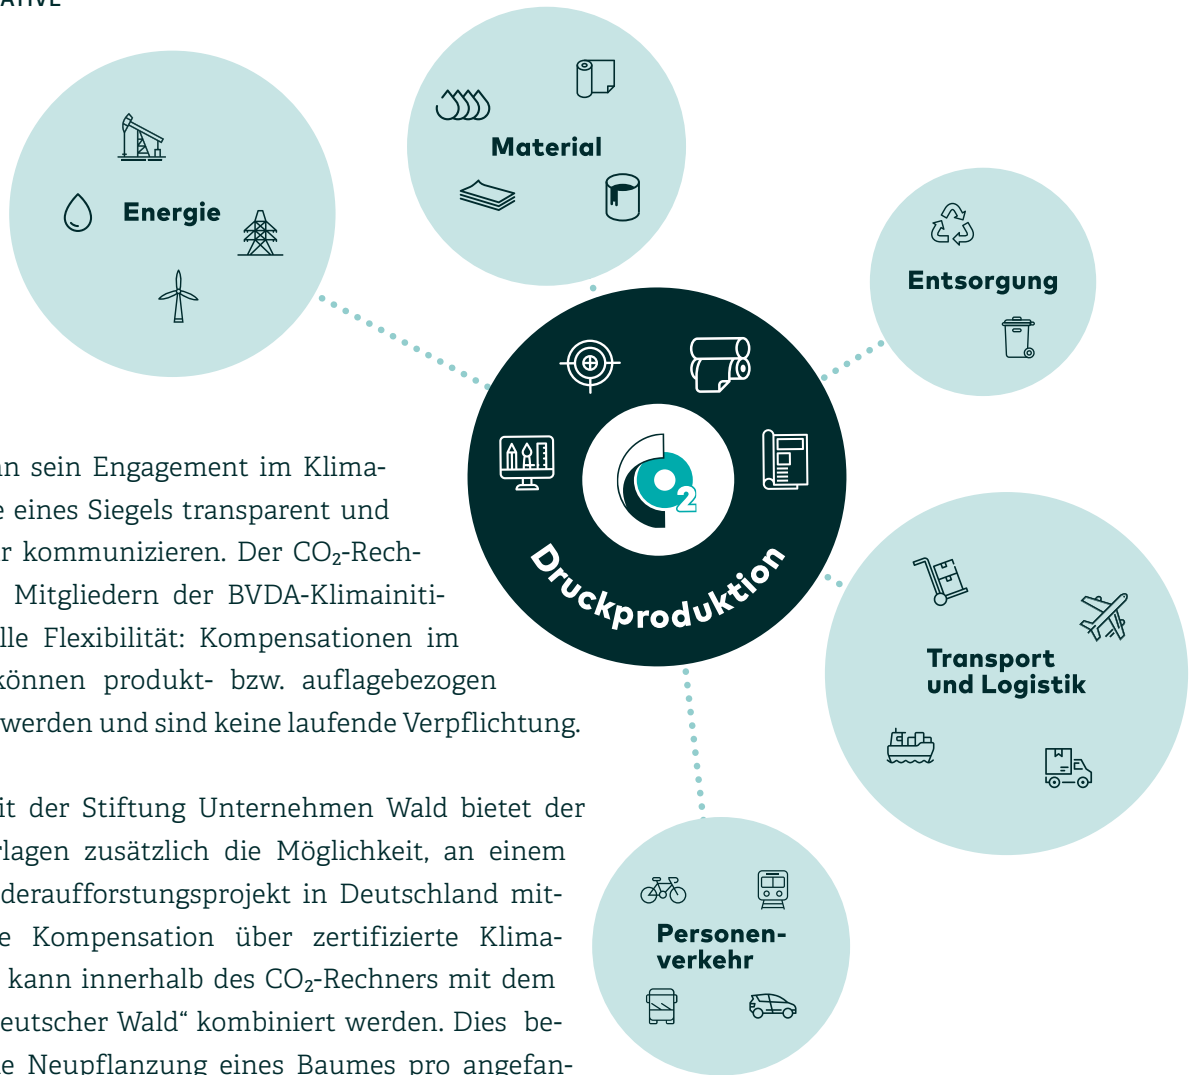 ATIVE
Energie
Material
Entsorgung
Druckproduktion
CO2
Transport
und Logistik
Personen-
verkehr
nn sein Engagement im Klima-
e eines Siegels transparent und
r kommunizieren. Der CO₂-Rech-
Mitgliedern der BVDA-Klimainiti-
lle Flexibilität: Kompensationen im
können produkt- bzw. auflagebezogen
werden und sind keine laufende Verpflichtung.
it der Stiftung Unternehmen Wald bietet der
rlagen zusätzlich die Möglichkeit, an einem
deraufforstungsprojekt in Deutschland mit-
e Kompensation über zertifizierte Klima-
kann innerhalb des CO₂-Rechners mit dem
eutscher Wald“ kombiniert werden. Dies be-
e Neupflanzung eines Baumes pro angefan-